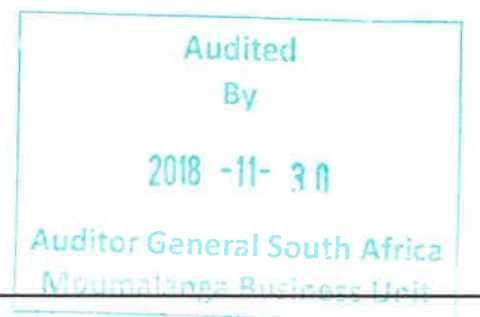 Audited
By
2018 -11- 30
Auditor General South Africa
Mpumalanga Business Unit